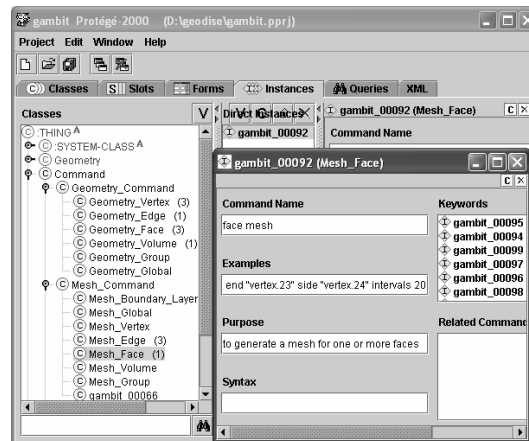 gambit Protégé-2000 (D:\geodise\gambit.pprj)
Project Edit Window Help
Classes Slots Forms Instances Queries XML
Classes
:THING A
:SYSTEM-CLASS A
Geometry
Command
Geometry_Command
Geometry_Vertex (3)
Geometry_Edge (1)
Geometry_Face (3)
Geometry_Volume (1)
Geometry_Group
Geometry_Global
Mesh_Command
Mesh_Boundary_Layer
Mesh_Global
Mesh_Vertex
Mesh_Edge (3)
Mesh_Face (1)
Mesh_Volume
Mesh_Group
gambit_00066
Direct Instances
gambit_00092
gambit_00092 (Mesh_Face)
C X
Command Name
gambit_00092 (Mesh_Face)
C X
Command Name
face mesh
Examples
end "vertex.23" side "vertex.24" intervals 20
Purpose
to generate a mesh for one or more faces
Syntax
Keywords
gambit_00095
gambit_00094
gambit_00099
gambit_00097
gambit_00096
gambit_00098
Related Comman